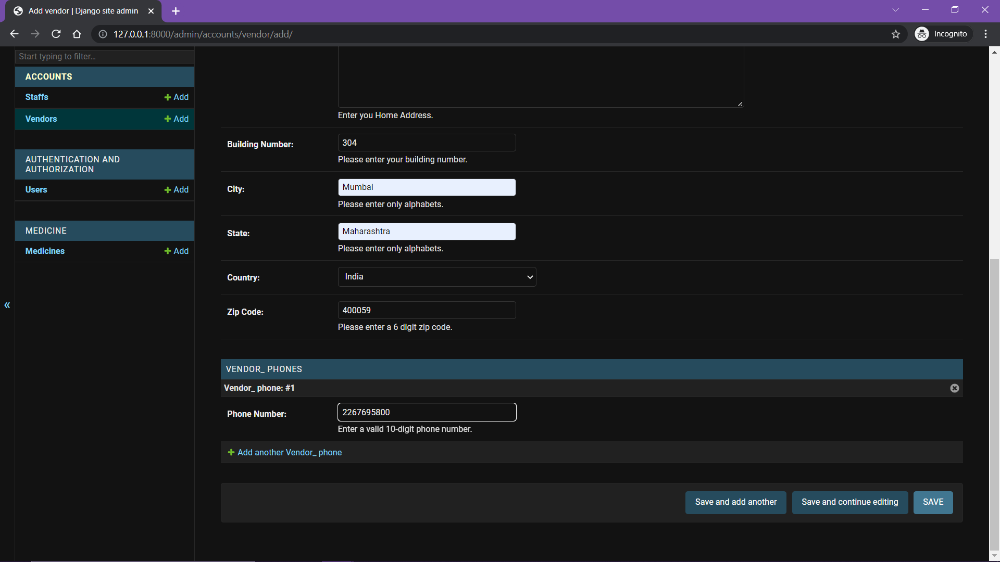 Add vendor | Django site admin
127.0.0.1:8000/admin/accounts/vendor/add/
Incognito
Start typing to filter...
ACCOUNTS
Staffs
Add
Vendors
Add
AUTHENTICATION AND
AUTHORIZATION
Users
Add
MEDICINE
Medicines
Add
«
Enter you Home Address.
Building Number:
304
Please enter your building number.
City:
Mumbai
Please enter only alphabets.
State:
Maharashtra
Please enter only alphabets.
Country:
India
Zip Code:
400059
Please enter a 6 digit zip code.
VENDOR_ PHONES
Vendor_ phone: #1
Phone Number:
2267695800
Enter a valid 10-digit phone number.
Add another Vendor_ phone
Save and add another
Save and continue editing
SAVE